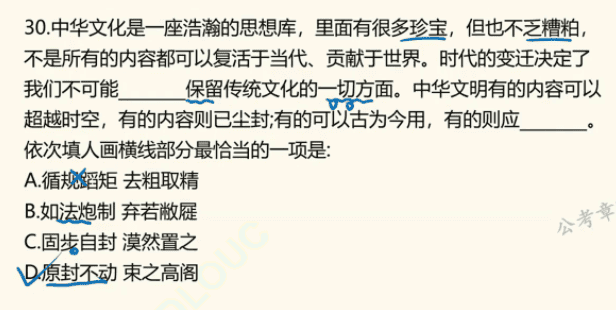 30.中华文化是一座浩瀚的思想库，里面有很多珍宝，但也不乏糟粕，
不是所有的内容都可以复活于当代、贡献于世界。时代的变迁决定了
我们不可能_______保留传统文化的一切方面。中华文明有的内容可以
超越时空，有的内容则已尘封;有的可以古为今用，有的则应_______。
依次填人画横线部分最恰当的一项是:
A.循规蹈矩 去粗取精
B.如法炮制 弃若敝屣
C.固步自封 漠然置之
D.原封不动 束之高阁
公考章